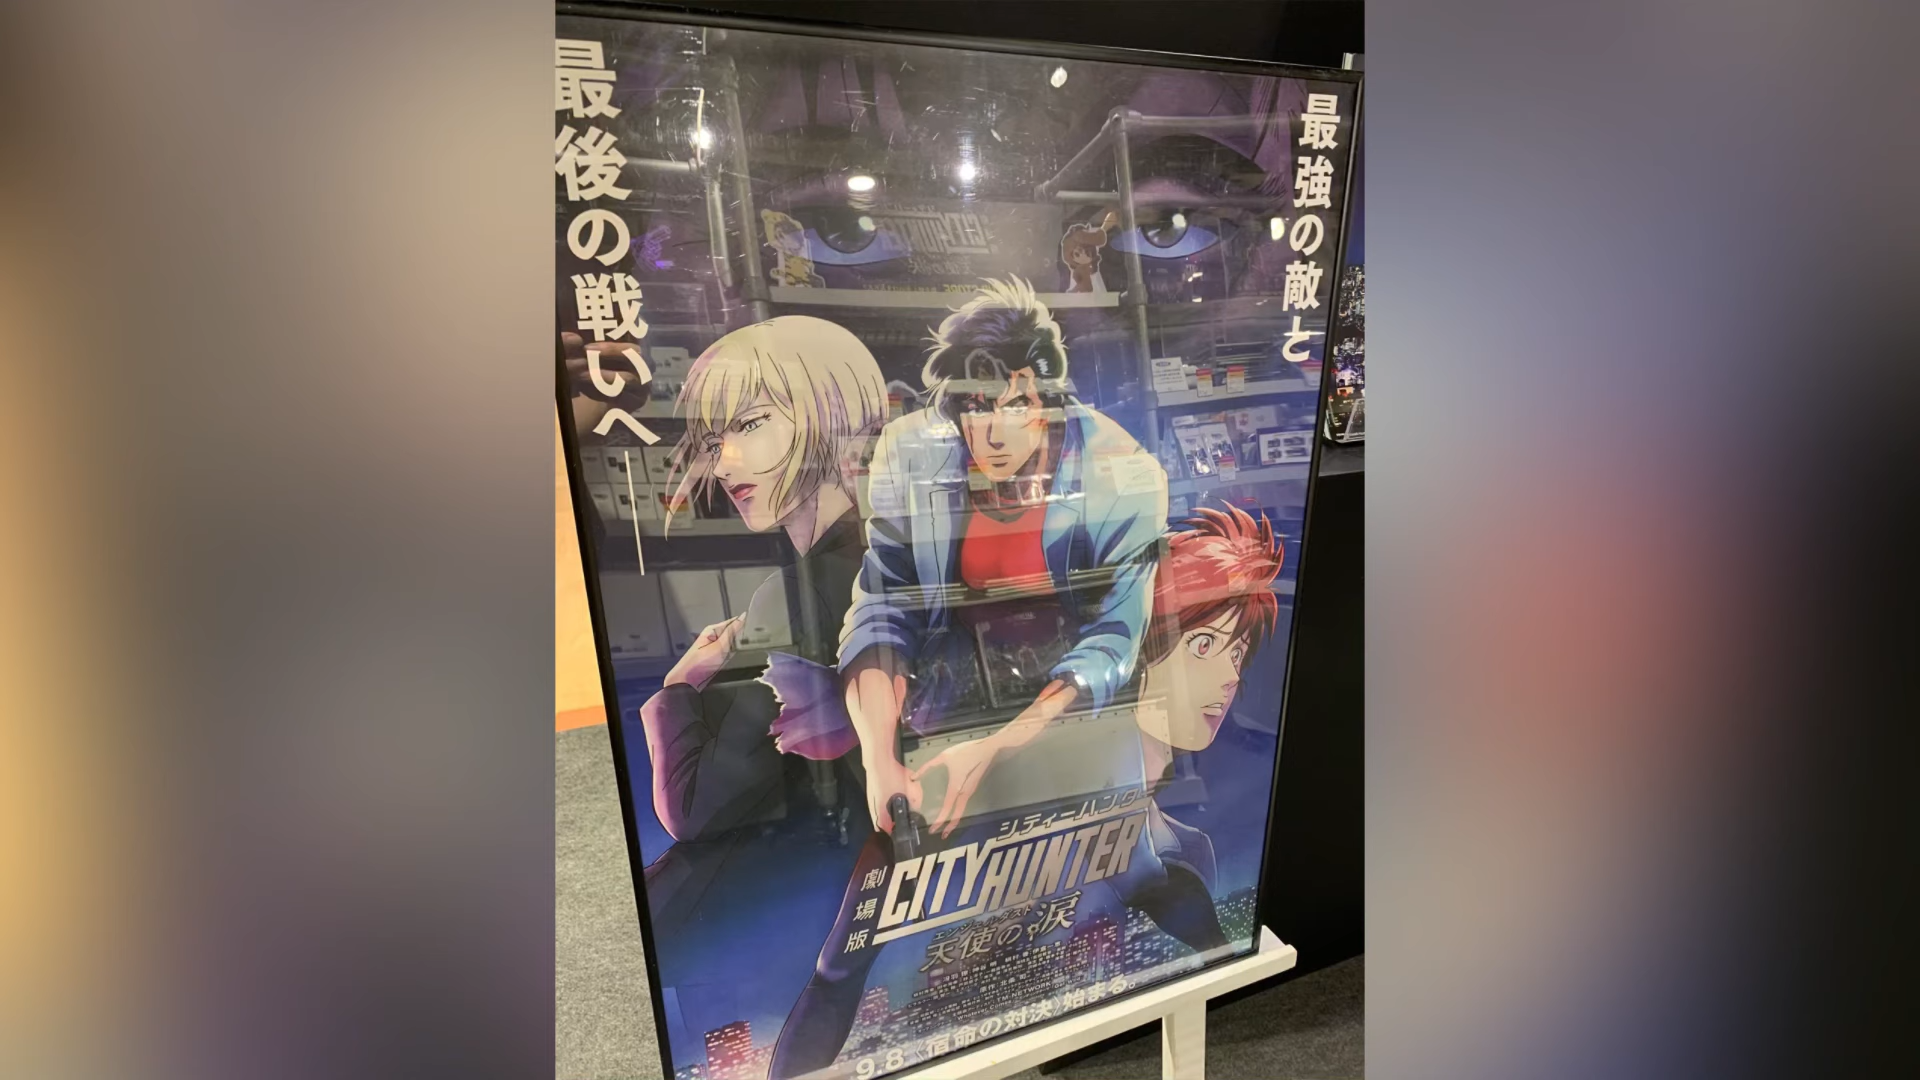 最強の敵と
最後の戦いへ―
シティーハンター
劇場版
CITYHUNTER
エンジェルダスト
天使の涙
9.8《宿命の対決》始まる。